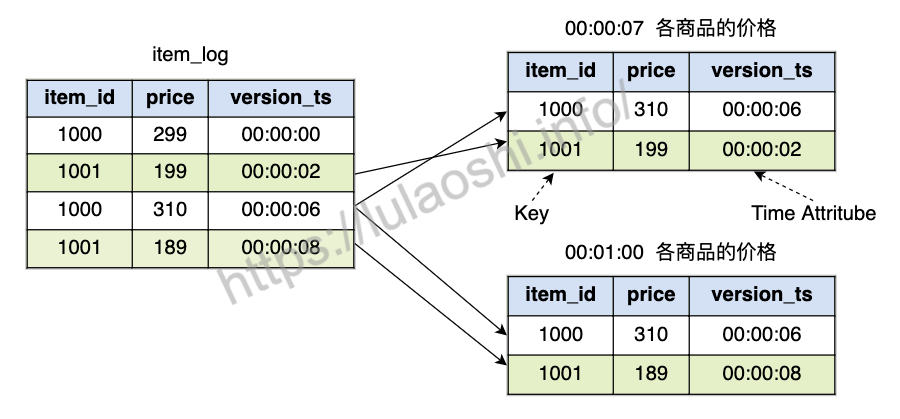 item_log
item_id price version_ts
1000 299 00:00:00
1001 199 00:00:02
1000 310 00:00:06
1001 189 00:00:08
00:00:07 各商品的价格
item_id price version_ts
1000 310 00:00:06
1001 199 00:00:02
Key Time Attritube
00:01:00 各商品的价格
item_id price version_ts
1000 310 00:00:06
1001 189 00:00:08
https://lulaoshi.info/